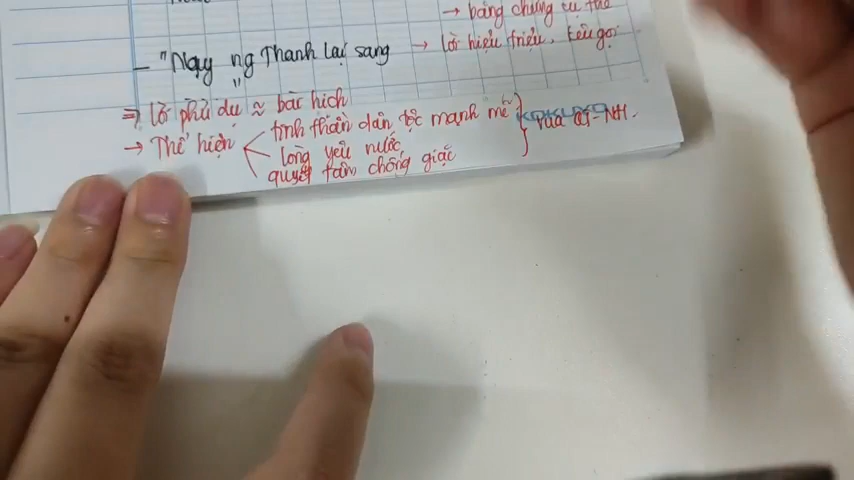 → bằng chứng cụ thể
– "Nay ng Thanh lại sang → lời hiệu triệu, kêu gọi
"
⇒ lời phủ dụ ≈ bài hịch
→ Thể hiện
tinh thần dân tộc mạnh mẽ
lòng yêu nước
quyết tâm chống giặc
vua QT-NH.